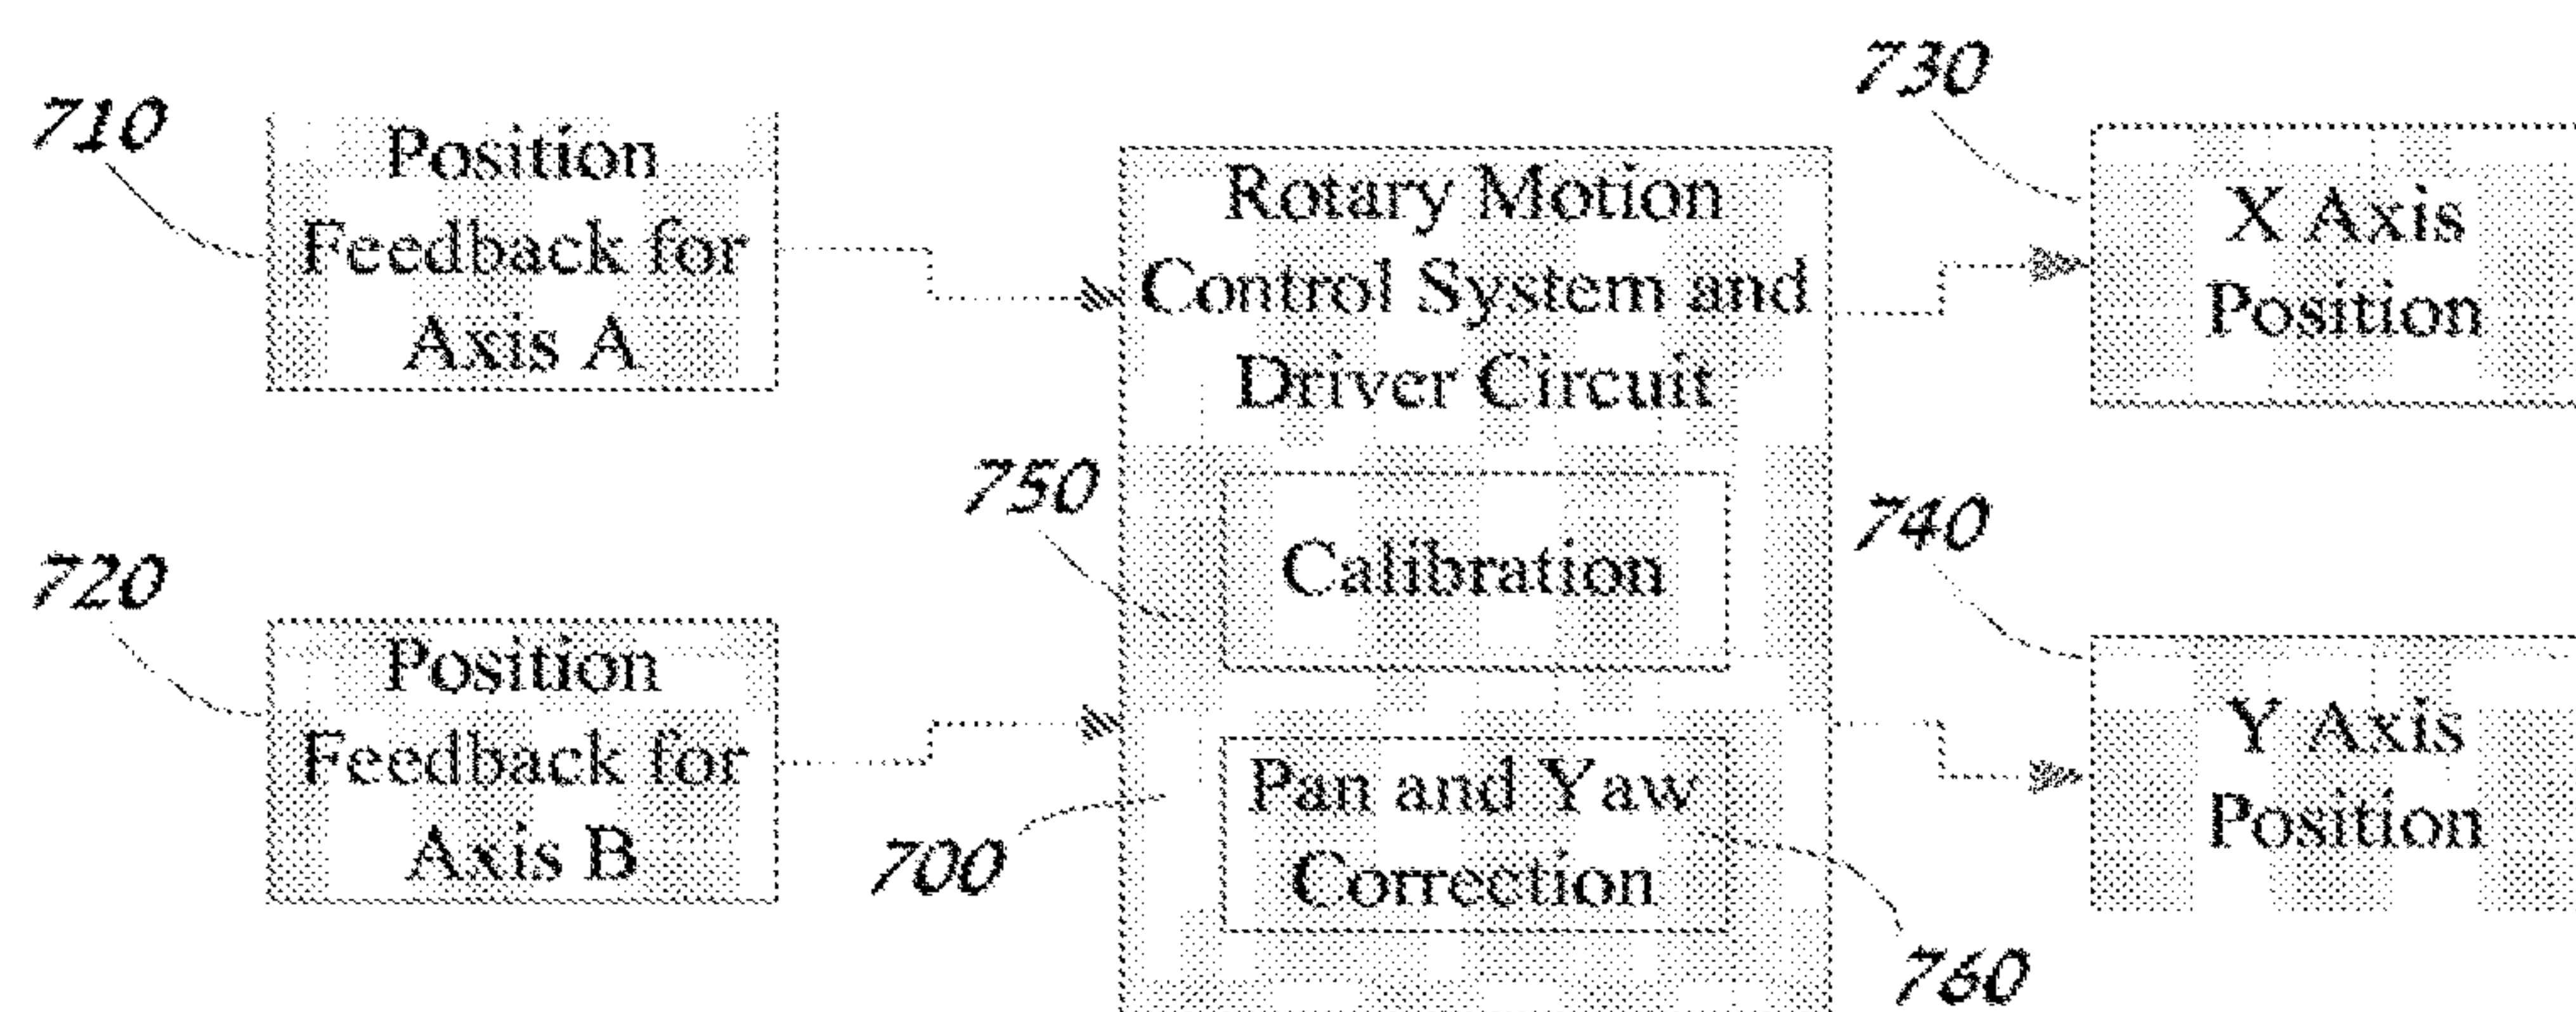 710
Position
Feedback for
Axis A
720
Position
Feedback for
Axis B
Rotary Motion
Control System and
Driver Circuit
750
Calibration
700
Pan and Yaw
Correction
760
730
X Axis
Position
740
Y Axis
Position